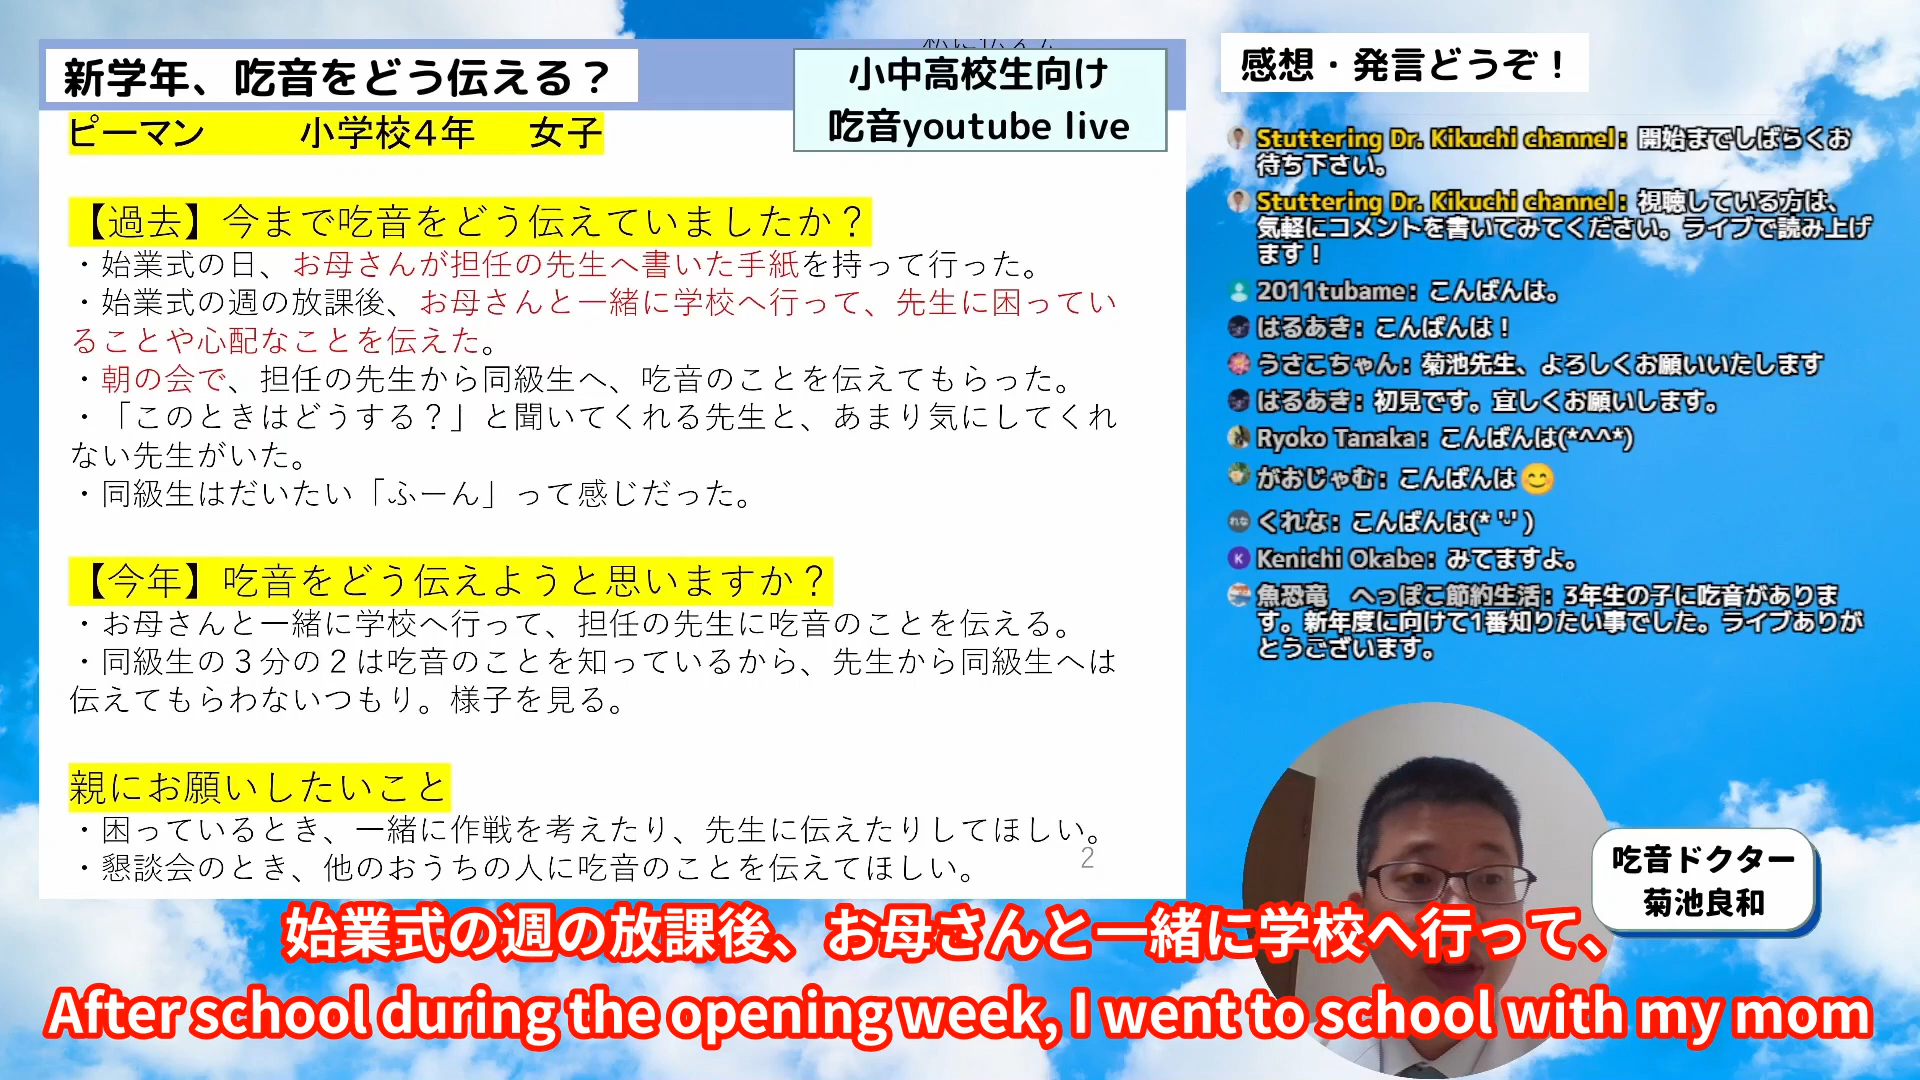 新学年、吃音をどう伝える？
小中高校生向け
吃音youtube live
ピーマン　小学校４年　女子
【過去】今まで吃音をどう伝えていましたか？
・始業式の日、お母さんが担任の先生へ書いた手紙を持って行った。
・始業式の週の放課後、お母さんと一緒に学校へ行って、先生に困ってい
ることや心配なことを伝えた。
・朝の会で、担任の先生から同級生へ、吃音のことを伝えてもらった。
・「このときはどうする？」と聞いてくれる先生と、あまり気にしてくれ
ない先生がいた。
・同級生はだいたい「ふーん」って感じだった。
【今年】吃音をどう伝えようと思いますか？
・お母さんと一緒に学校へ行って、担任の先生に吃音のことを伝える。
・同級生の３分の２は吃音のことを知っているから、先生から同級生へは
伝えてもらわないつもり。様子を見る。
親にお願いしたいこと
・困っているとき、一緒に作戦を考えたり、先生に伝えたりしてほしい。
・懇談会のとき、他のおうちの人に吃音のことを伝えてほしい。
2
感想・発言どうぞ！
Stuttering Dr. Kikuchi channel: 開始までしばらくお
待ち下さい。
Stuttering Dr. Kikuchi channel: 視聴している方は、
気軽にコメントを書いてみてください。ライブで読み上げ
ます！
2011tubame: こんばんは。
はるあき: こんばんは！
うさこちゃん: 菊池先生、よろしくお願いいたします
はるあき: 初見です。宜しくお願いします。
Ryoko Tanaka: こんばんは(*^^*)
がおじゃむ: こんばんは😊
くれな: こんばんは(* 'ᵕ' )
Kenichi Okabe: みてますよ。
魚恐竜　へっぽこ節約生活: 3年生の子に吃音がありま
す。新年度に向けて1番知りたい事でした。ライブありが
とうございます。
吃音ドクター
菊池良和
始業式の週の放課後、お母さんと一緒に学校へ行って、
After school during the opening week, I went to school with my mom